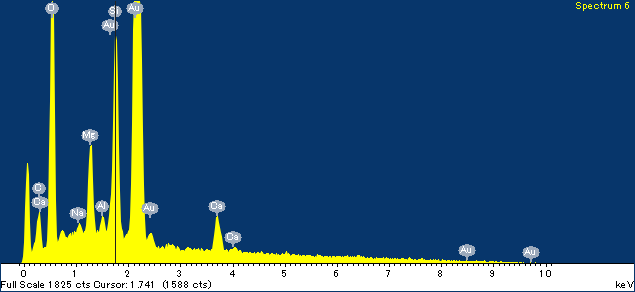 Spectrum 6
O
Si
Au
Au
Mg
C
Ca
Na
Al
Au
Ca
Ca
Au
Au
0 1 2 3 4 5 6 7 8 9 10
Full Scale 1825 cts Cursor: 1.741 (1588 cts) keV